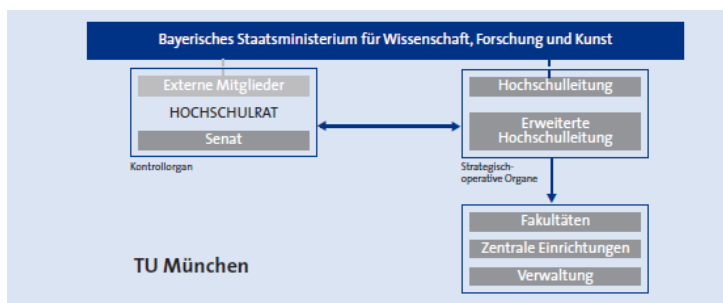 Bayerisches Staatsministerium für Wissenschaft, Forschung und Kunst
Externe Mitglieder
HOCHSCHULRAT
Senat
Kontrollorgan
Hochschulleitung
Erweiterte
Hochschulleitung
Strategisch-
operative Organe
Fakultäten
Zentrale Einrichtungen
Verwaltung
TU München